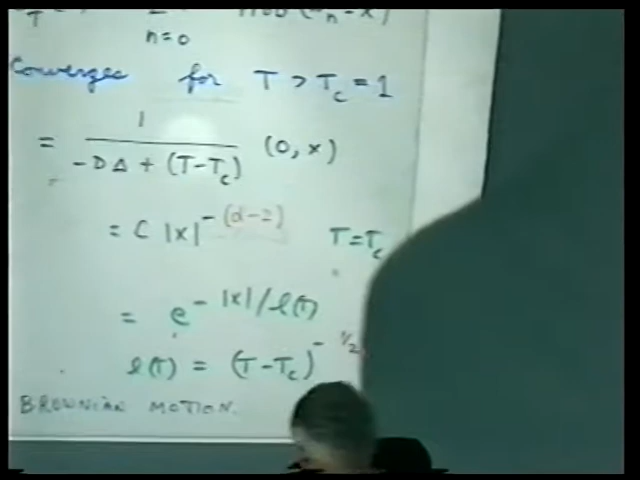 n=0
Converges for T > T_c = 1
= 1 / (-DΔ + (T-T_c)) (0, x)
= C |x|^-(d-2) T=T_c
= e^-|x|/ℓ(T)
ℓ(T) = (T-T_c)^-1/2
BROWNIAN MOTION.